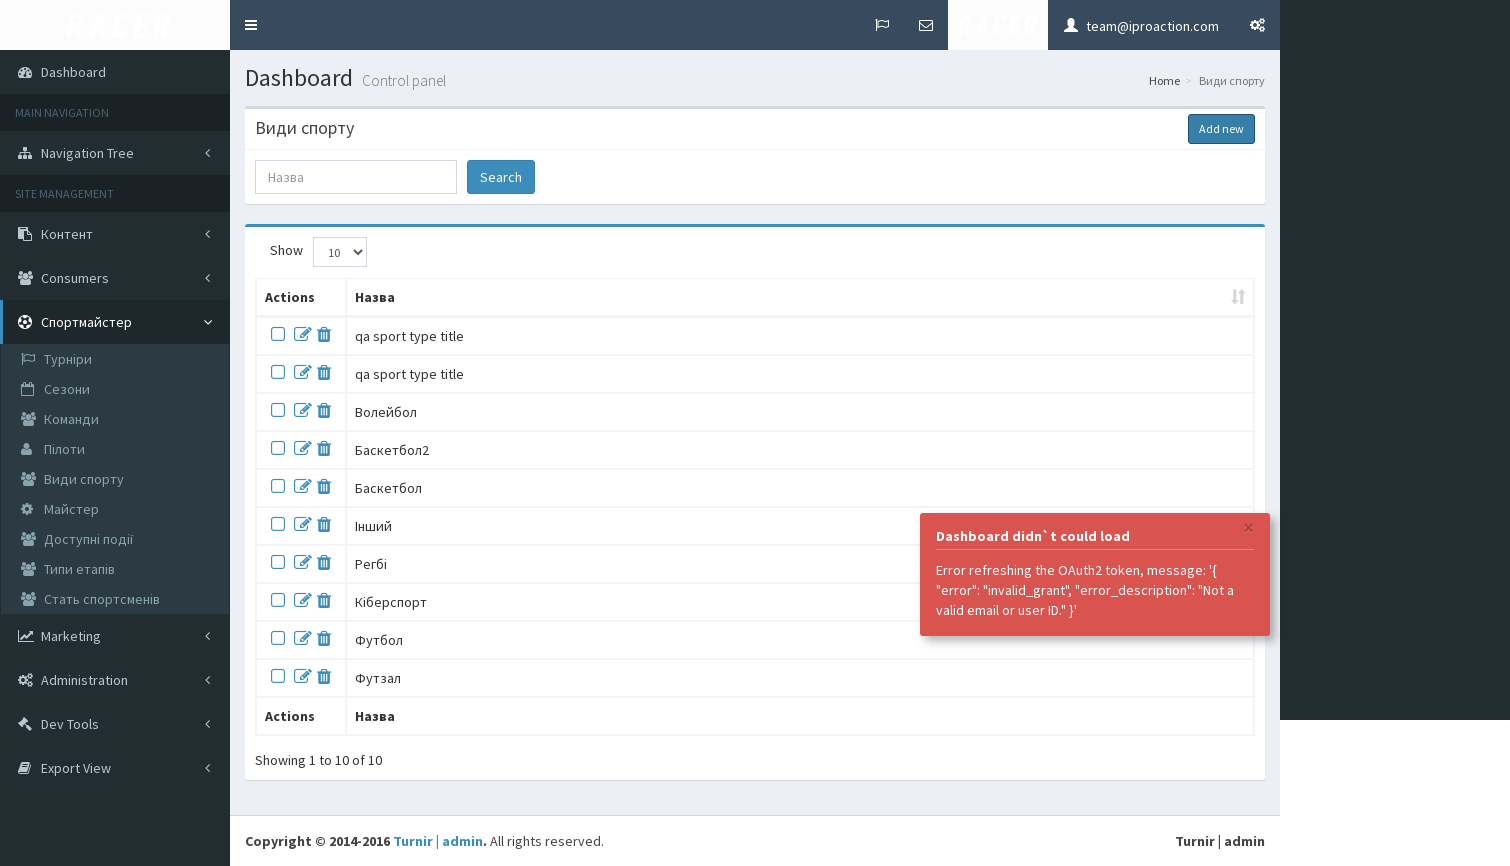 RACER
RACER
team@iproaction.com
Dashboard
MAIN NAVIGATION
Navigation Tree
SITE MANAGEMENT
Контент
Consumers
Спортмайстер
Турніри
Сезони
Команди
Пілоти
Види спорту
Майстер
Доступні події
Типи етапів
Стать спортсменів
Marketing
Administration
Dev Tools
Export View
Dashboard Control panel
Home > Види спорту
Види спорту
Add new
Назва
Search
Show 10
Actions Назва
qa sport type title
qa sport type title
Волейбол
Баскетбол2
Баскетбол
Інший
Регбі
Кіберспорт
Футбол
Футзал
Actions Назва
Showing 1 to 10 of 10
×
Dashboard didn`t could load
Error refreshing the OAuth2 token, message: '{
"error": "invalid_grant", "error_description": "Not a
valid email or user ID." }'
Copyright © 2014-2016 Turnir | admin. All rights reserved.
Turnir | admin